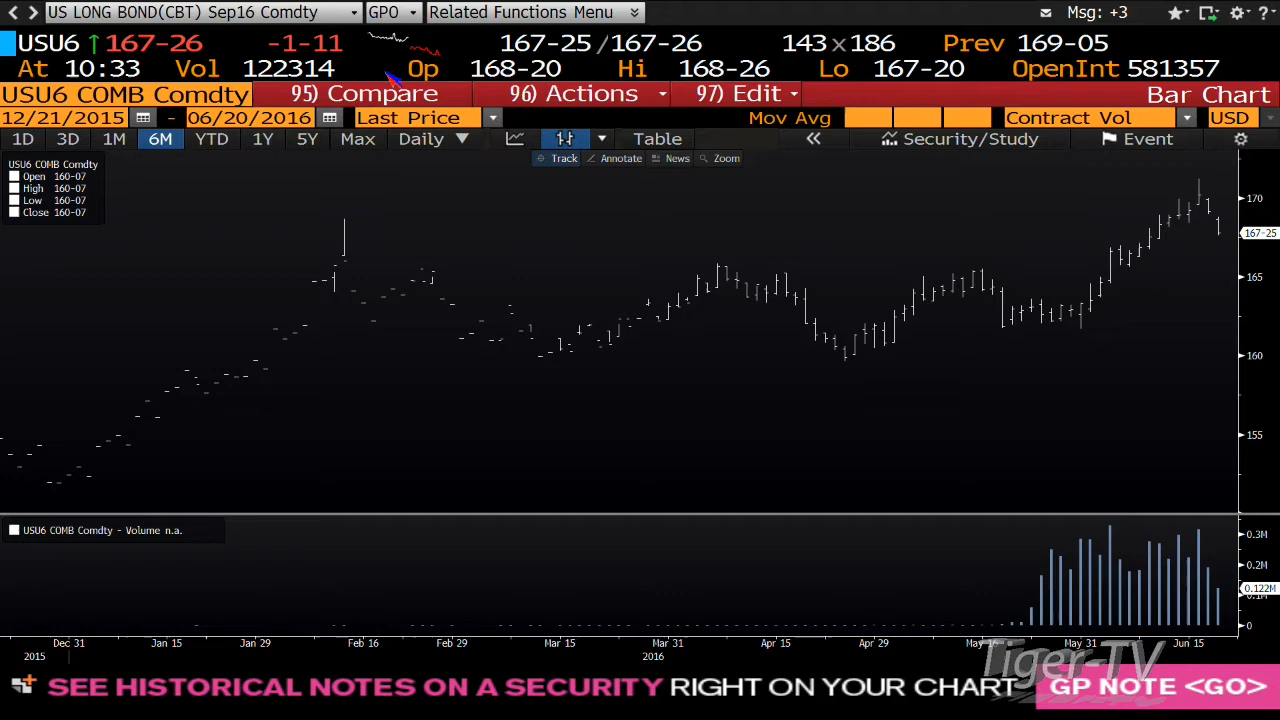 US LONG BOND(CBT) Sep16 Comdty GPO Related Functions Menu Msg: +3
USU6 167-26 -1-11 167-25 /167-26 143 x 186 Prev 169-05
At 10:33 Vol 122314 Op 168-20 Hi 168-26 Lo 167-20 OpenInt 581357
USU6 COMB Comdty 95) Compare 96) Actions 97) Edit Bar Chart
12/21/2015 - 06/20/2016 Last Price Mov Avg Contract Vol USD
1D 3D 1M 6M YTD 1Y 5Y Max Daily Table Security/Study Event
Track Annotate News Zoom
USU6 COMB Comdty
Open 160-07
High 160-07
Low 160-07
Close 160-07
170
167-25
165
160
155
USU6 COMB Comdty - Volume n.a.
0.3M
0.2M
0.122M
0.1M
0
Dec 31 Jan 15 Jan 29 Feb 16 Feb 29 Mar 15 Mar 31 Apr 15 Apr 29 May 16 May 31 Jun 15
2015 2016
Tiger-TV
SEE HISTORICAL NOTES ON A SECURITY RIGHT ON YOUR CHART GP NOTE <GO>